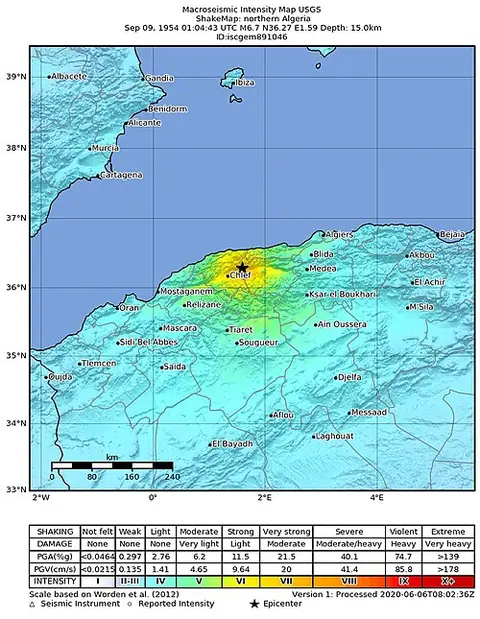 Macroseismic Intensity Map USGS
ShakeMap: northern Algeria
Sep 09, 1954 01:04:43 UTC M6.7 N36.27 E1.59 Depth: 15.0km
ID:iscgem891046
39°N
Albacete
Gandia
Ibiza
Benidorm
Alicante
38°N
Murcia
Cartagena
37°N
Algiers
Bejaia
Blida
Akbou
Chlef
Medea
36°N
Mostaganem
Ksar el Boukhari
El Achir
Relizane
M'Sila
Oran
Mascara
Tiaret
Ain Oussera
Sidi-Bel-Abbes
Sougueur
35°N
Tlemcen
Saida
Oujda
Djelfa
Aflou
Messaad
34°N
El Bayadh
Laghouat
km
0 80 160 240
33°N
2°W 0° 2°E 4°E
SHAKING Not felt Weak Light Moderate Strong Very strong Severe Violent Extreme
DAMAGE None None None Very light Light Moderate Moderate/heavy Heavy Very heavy
PGA(%g) <0.0464 0.297 2.76 6.2 11.5 21.5 40.1 74.7 >139
PGV(cm/s) <0.0215 0.135 1.41 4.65 9.64 20 41.4 85.8 >178
INTENSITY I II-III IV V VI VII VIII IX X+
Scale based on Worden et al. (2012) Version 1: Processed 2020-06-06T08:02:36Z
△ Seismic Instrument ○ Reported Intensity ★ Epicenter